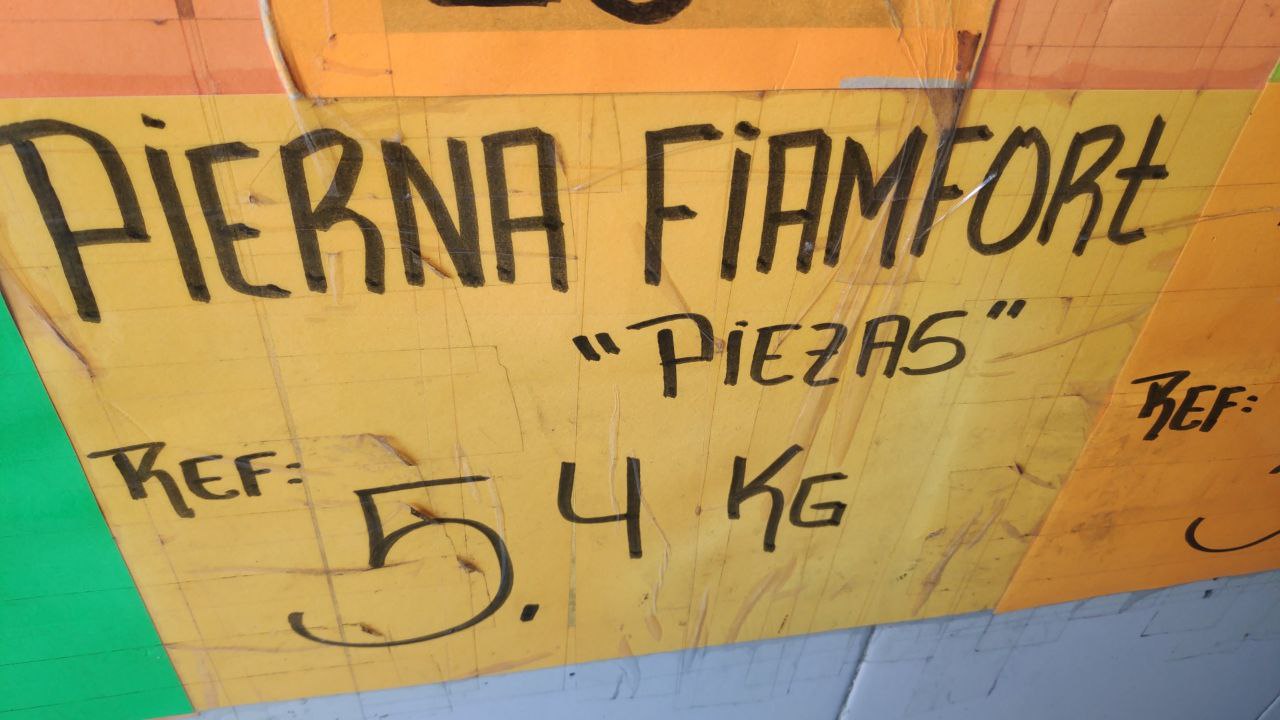 PiERNA FiAMFORt
"PiEZAS"
REF:
5.4 KG
REF: